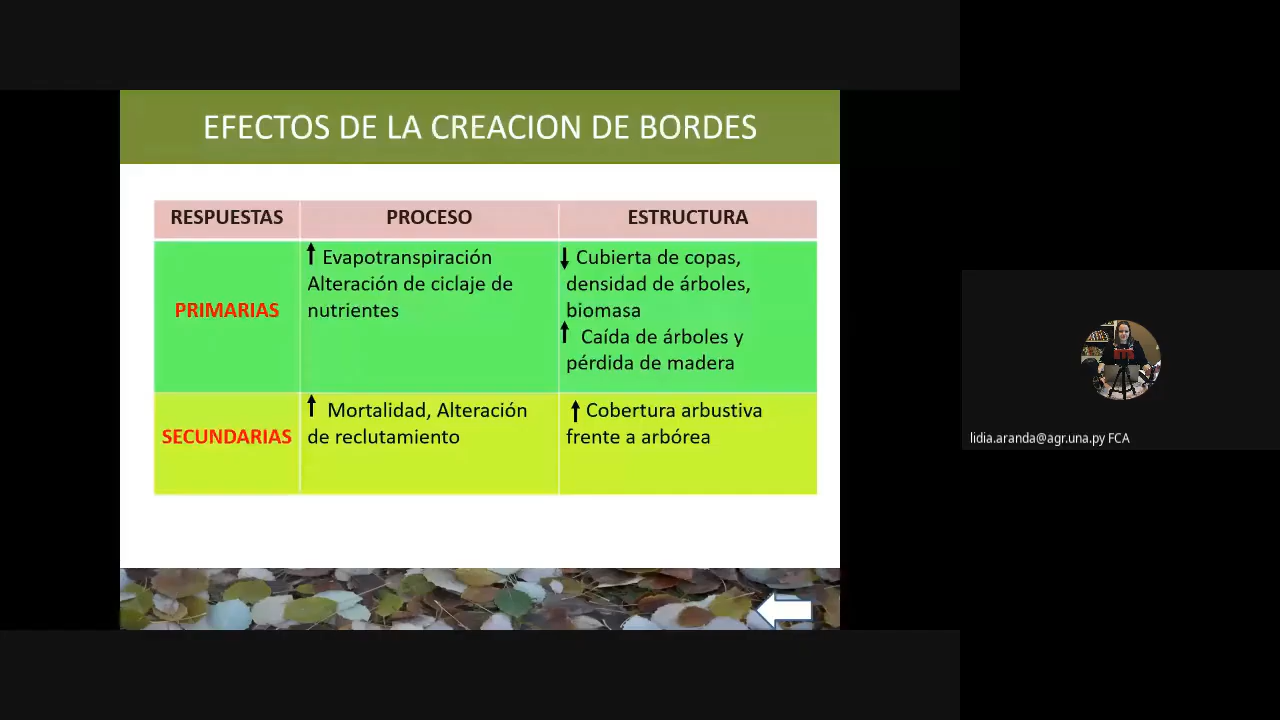 EFECTOS DE LA CREACION DE BORDES
RESPUESTAS
PROCESO
ESTRUCTURA
PRIMARIAS
↑ Evapotranspiración
Alteración de ciclaje de
nutrientes
↓ Cubierta de copas,
densidad de árboles,
biomasa
↑ Caída de árboles y
pérdida de madera
SECUNDARIAS
↑ Mortalidad, Alteración
de reclutamiento
↑ Cobertura arbustiva
frente a arbórea
lidia.aranda@agr.una.py FCA